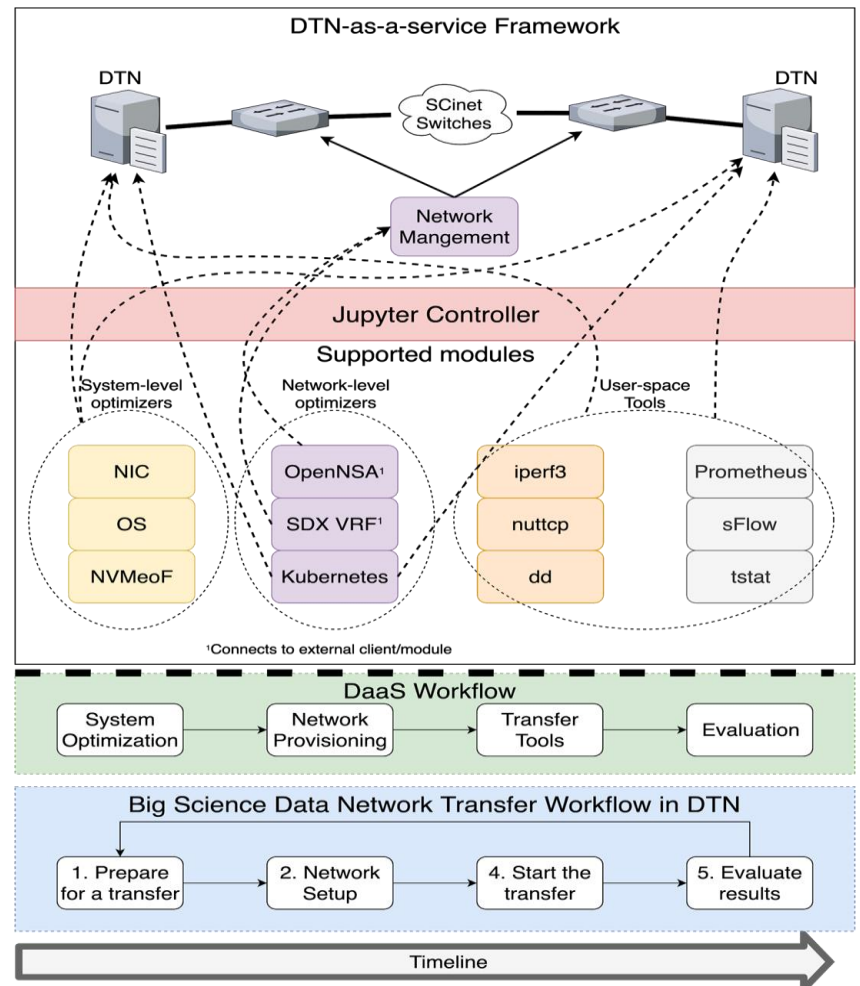 DTN-as-a-service Framework
DTN
DTN
SCinet
Switches
Network
Mangement
Jupyter Controller
Supported modules
System-level
optimizers
Network-level
optimizers
User-space
Tools
NIC
OS
NVMeoF
OpenNSA¹
SDX VRF¹
Kubernetes
iperf3
nuttcp
dd
Prometheus
sFlow
tstat
¹Connects to external client/module
DaaS Workflow
System
Optimization
Network
Provisioning
Transfer
Tools
Evaluation
Big Science Data Network Transfer Workflow in DTN
1. Prepare
for a transfer
2. Network
Setup
4. Start the
transfer
5. Evaluate
results
Timeline